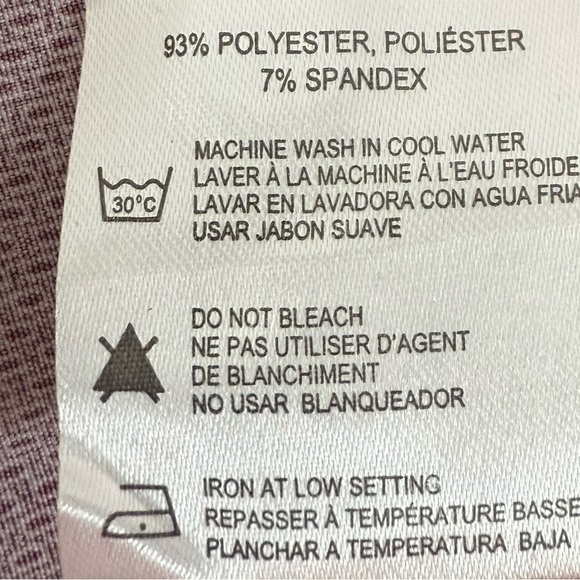 93% POLYESTER, POLIÉSTER
7% SPANDEX
MACHINE WASH IN COOL WATER
LAVER À LA MACHINE À L'EAU FROIDE
LAVAR EN LAVADORA CON AGUA FRIA
USAR JABON SUAVE
30°C
DO NOT BLEACH
NE PAS UTILISER D'AGENT
DE BLANCHIMENT
NO USAR BLANQUEADOR
IRON AT LOW SETTING
REPASSER À TEMPÉRATURE BASSE
PLANCHAR A TEMPERATURA BAJA